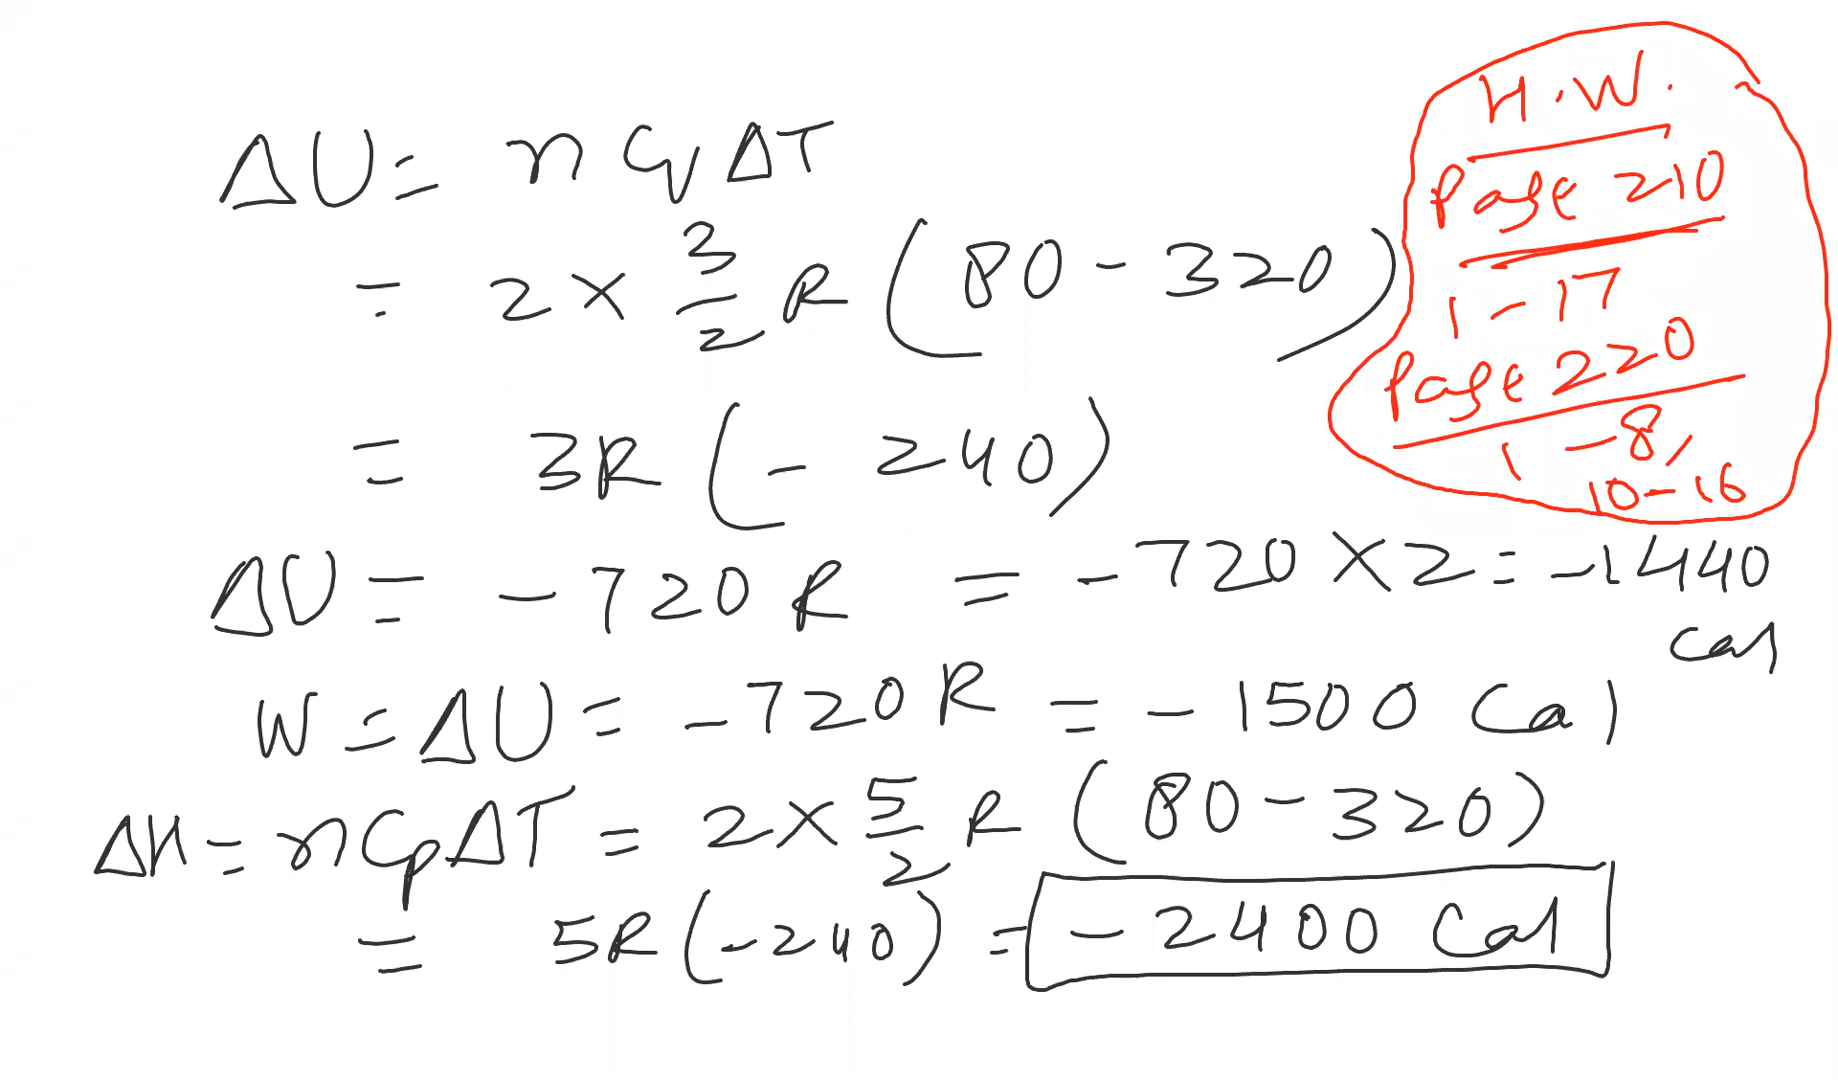 ΔU = nCvΔT
= 2 × 3/2 R (80 - 320)
= 3R (- 240)
ΔU = - 720 R = - 720 × 2 = -1440 Cal
W = ΔU = - 720R = - 1500 Cal
ΔH = nCpΔT = 2 × 5/2 R (80 - 320)
= 5R (-240) = - 2400 Cal
H.W.
Page 210
1 - 17
Page 220
1 - 8,
10 - 16